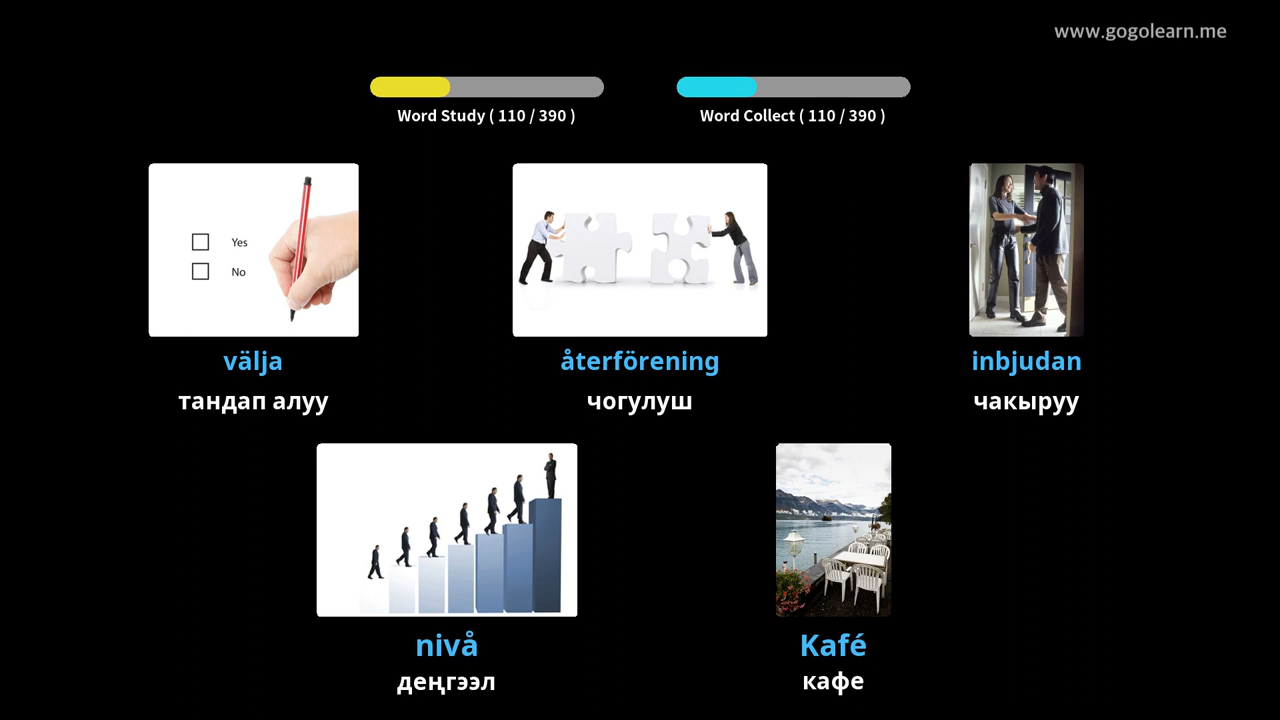 www.gogolearn.me
Word Study ( 110 / 390 )
Word Collect ( 110 / 390 )
Yes
No
välja
återförening
inbjudan
тандап алуу
чогулуш
чакыруу
nivå
Kafé
деңгээл
кафе